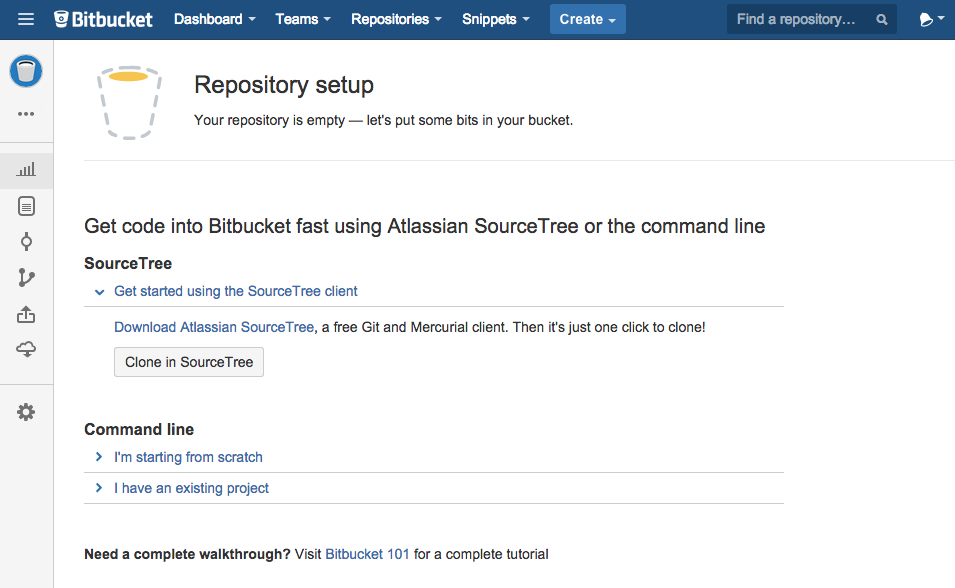 Bitbucket Dashboard Teams Repositories Snippets Create Find a repository...
Repository setup
Your repository is empty — let's put some bits in your bucket.
Get code into Bitbucket fast using Atlassian SourceTree or the command line
SourceTree
Get started using the SourceTree client
Download Atlassian SourceTree, a free Git and Mercurial client. Then it's just one click to clone!
Clone in SourceTree
Command line
I'm starting from scratch
I have an existing project
Need a complete walkthrough? Visit Bitbucket 101 for a complete tutorial